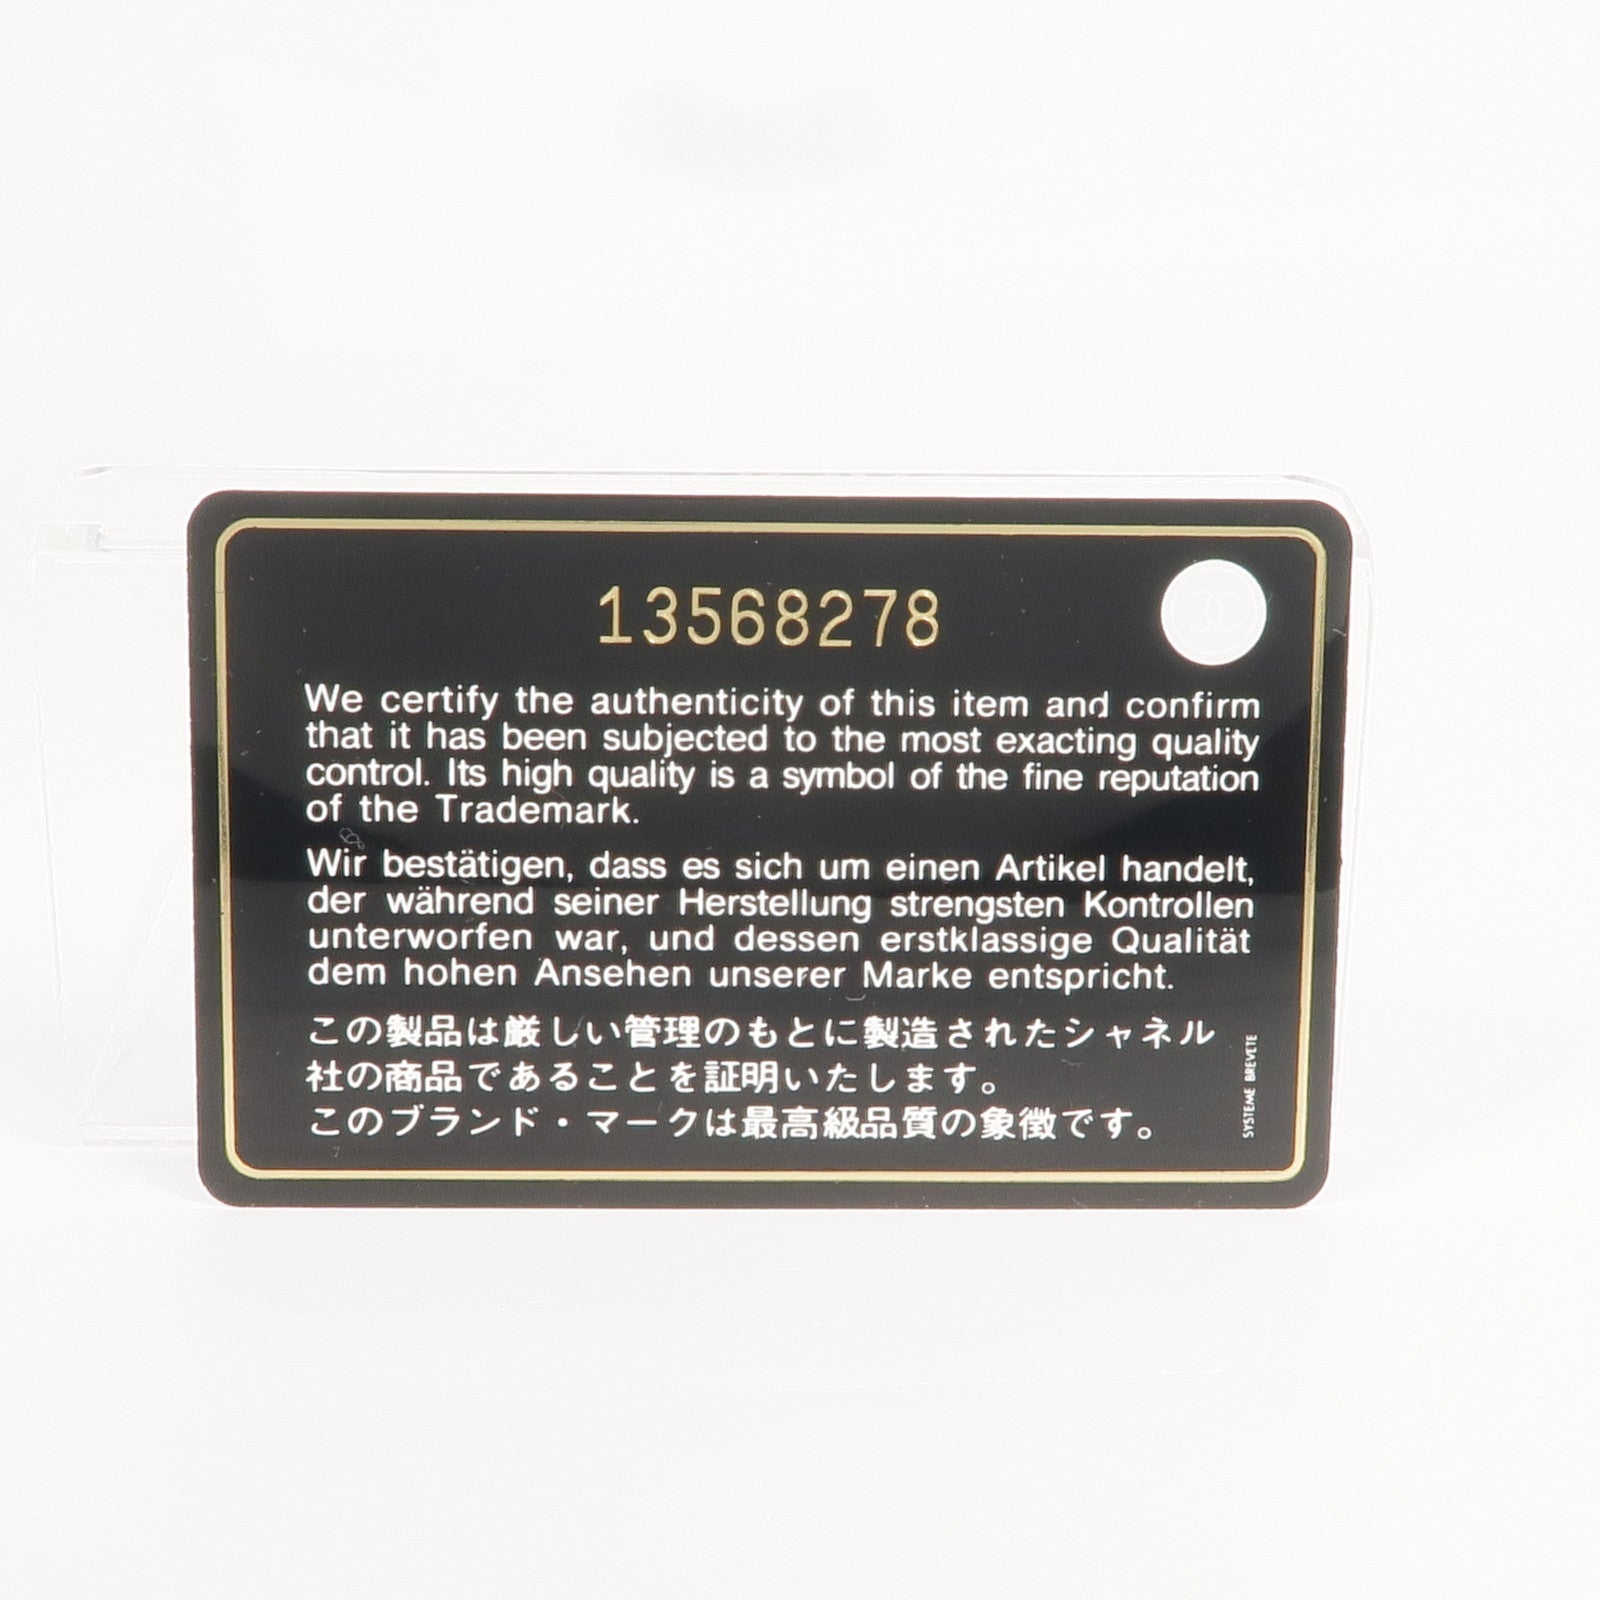 13568278
We certify the authenticity of this item and confirm
that it has been subjected to the most exacting quality
control. Its high quality is a symbol of the fine reputation
of the Trademark.
Wir bestätigen, dass es sich um einen Artikel handelt,
der während seiner Herstellung strengsten Kontrollen
unterworfen war, und dessen erstklassige Qualität
dem hohen Ansehen unserer Marke entspricht.
この製品は厳しい管理のもとに製造されたシャネル
社の商品であることを証明いたします。
このブランド・マークは最高級品質の象徴です。
SYSTEME BREVETE